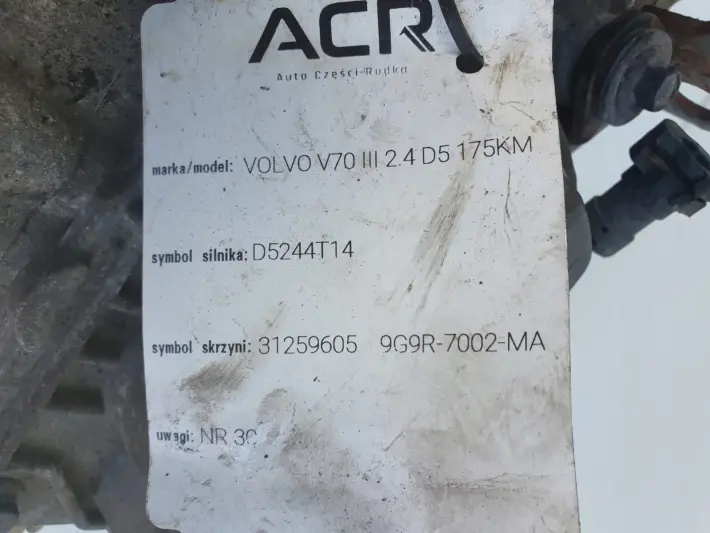 ACR
Auto Części-Rudka
marka/model: VOLVO V70 III 2.4 D5 175KM
symbol silnika: D5244T14
symbol skrzyni: 31259605 9G9R-7002-MA
uwagi: NR